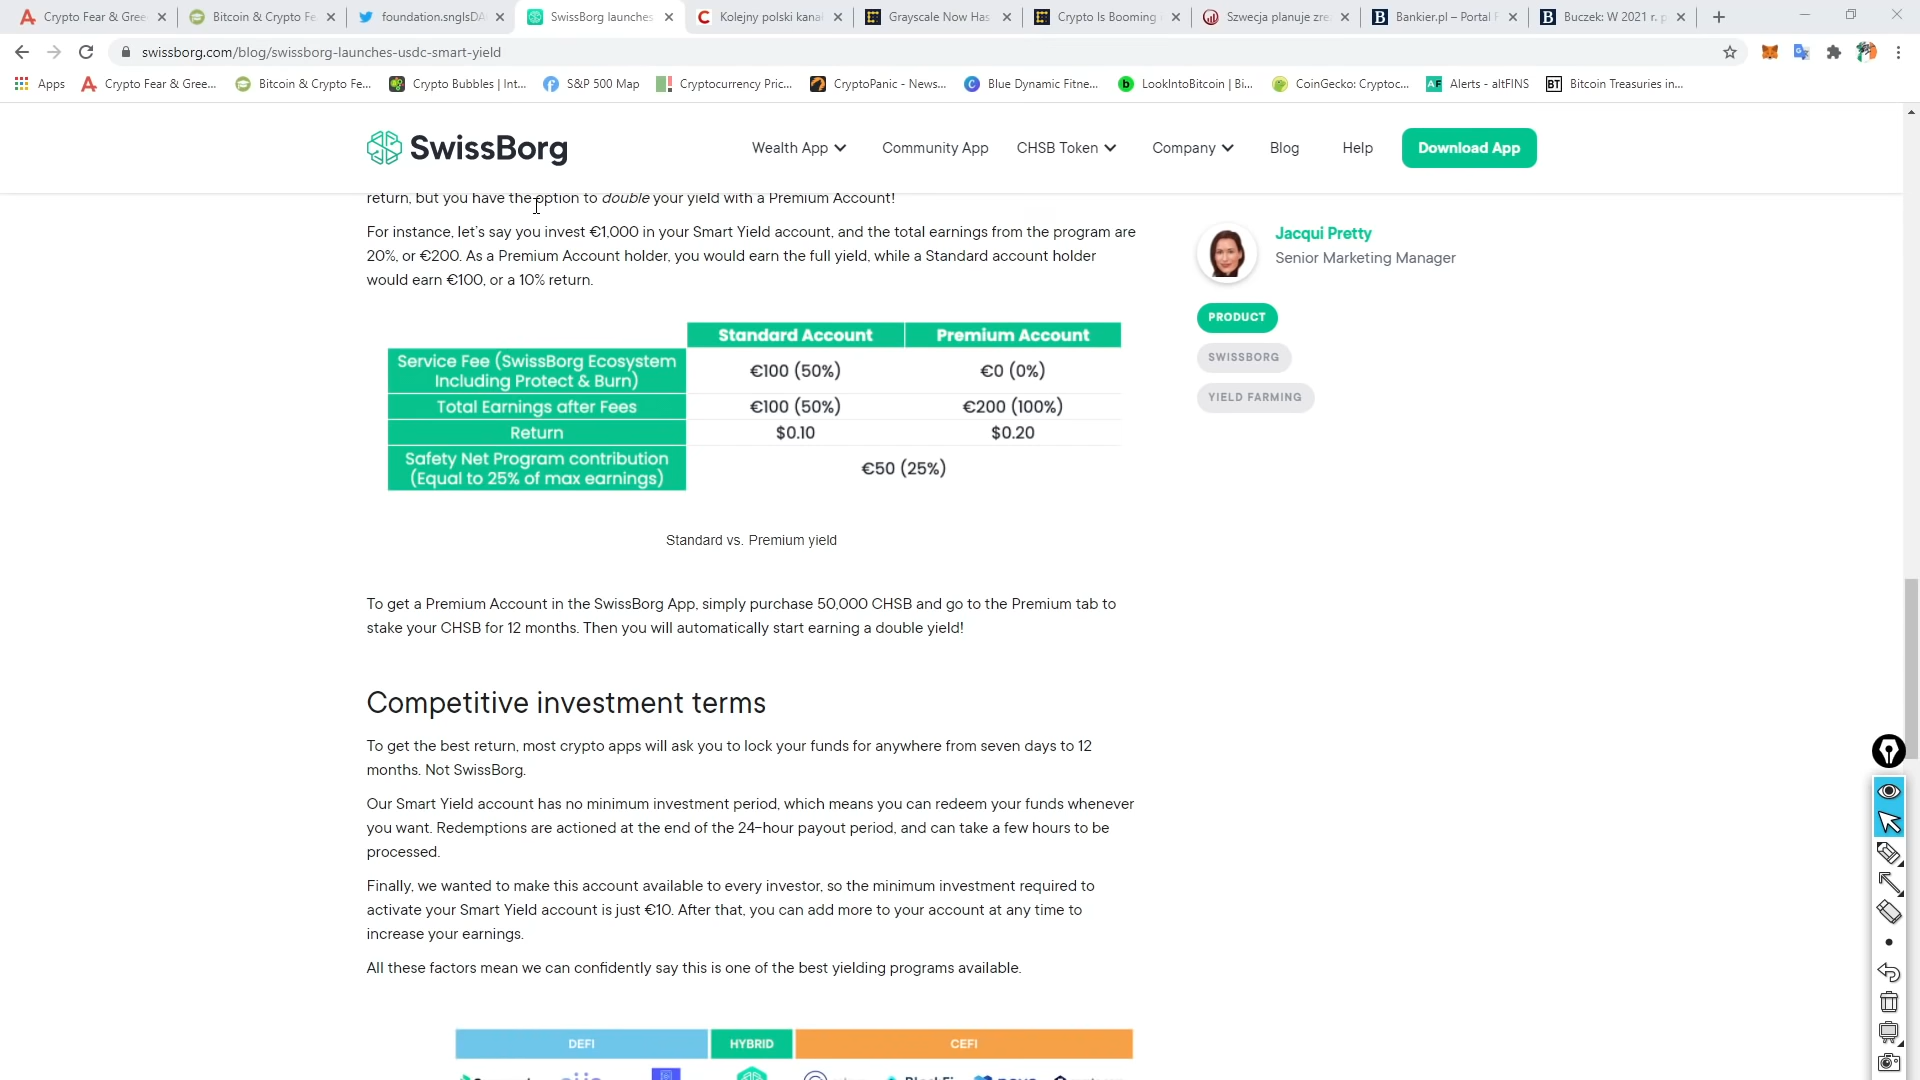 Crypto Fear & Gree
Bitcoin & Crypto Fe
foundation.snglsDA
SwissBorg launches
Kolejny polski kana
Grayscale Now Has
Crypto Is Booming
Szwecja planuje zre
Bankier.pl – Portal F
Buczek: W 2021 r. p
swissborg.com/blog/swissborg-launches-usdc-smart-yield
Apps
Crypto Fear & Gree...
Bitcoin & Crypto Fe...
Crypto Bubbles | Int...
S&P 500 Map
Cryptocurrency Pric...
CryptoPanic - News...
Blue Dynamic Fitne...
LookIntoBitcoin | Bi...
CoinGecko: Cryptoc...
Alerts - altFINS
Bitcoin Treasuries in...
SwissBorg
Wealth App
Community App
CHSB Token
Company
Blog
Help
Download App
return, but you have the option to double your yield with a Premium Account!
For instance, let's say you invest €1,000 in your Smart Yield account, and the total earnings from the program are
20%, or €200. As a Premium Account holder, you would earn the full yield, while a Standard account holder
would earn €100, or a 10% return.
Jacqui Pretty
Senior Marketing Manager
PRODUCT
SWISSBORG
YIELD FARMING
Standard Account Premium Account
Service Fee (SwissBorg Ecosystem
Including Protect & Burn)
€100 (50%) €0 (0%)
Total Earnings after Fees €100 (50%) €200 (100%)
Return $0.10 $0.20
Safety Net Program contribution
(Equal to 25% of max earnings)
€50 (25%)
Standard vs. Premium yield
To get a Premium Account in the SwissBorg App, simply purchase 50,000 CHSB and go to the Premium tab to
stake your CHSB for 12 months. Then you will automatically start earning a double yield!
Competitive investment terms
To get the best return, most crypto apps will ask you to lock your funds for anywhere from seven days to 12
months. Not SwissBorg.
Our Smart Yield account has no minimum investment period, which means you can redeem your funds whenever
you want. Redemptions are actioned at the end of the 24-hour payout period, and can take a few hours to be
processed.
Finally, we wanted to make this account available to every investor, so the minimum investment required to
activate your Smart Yield account is just €10. After that, you can add more to your account at any time to
increase your earnings.
All these factors mean we can confidently say this is one of the best yielding programs available.
DEFI HYBRID CEFI